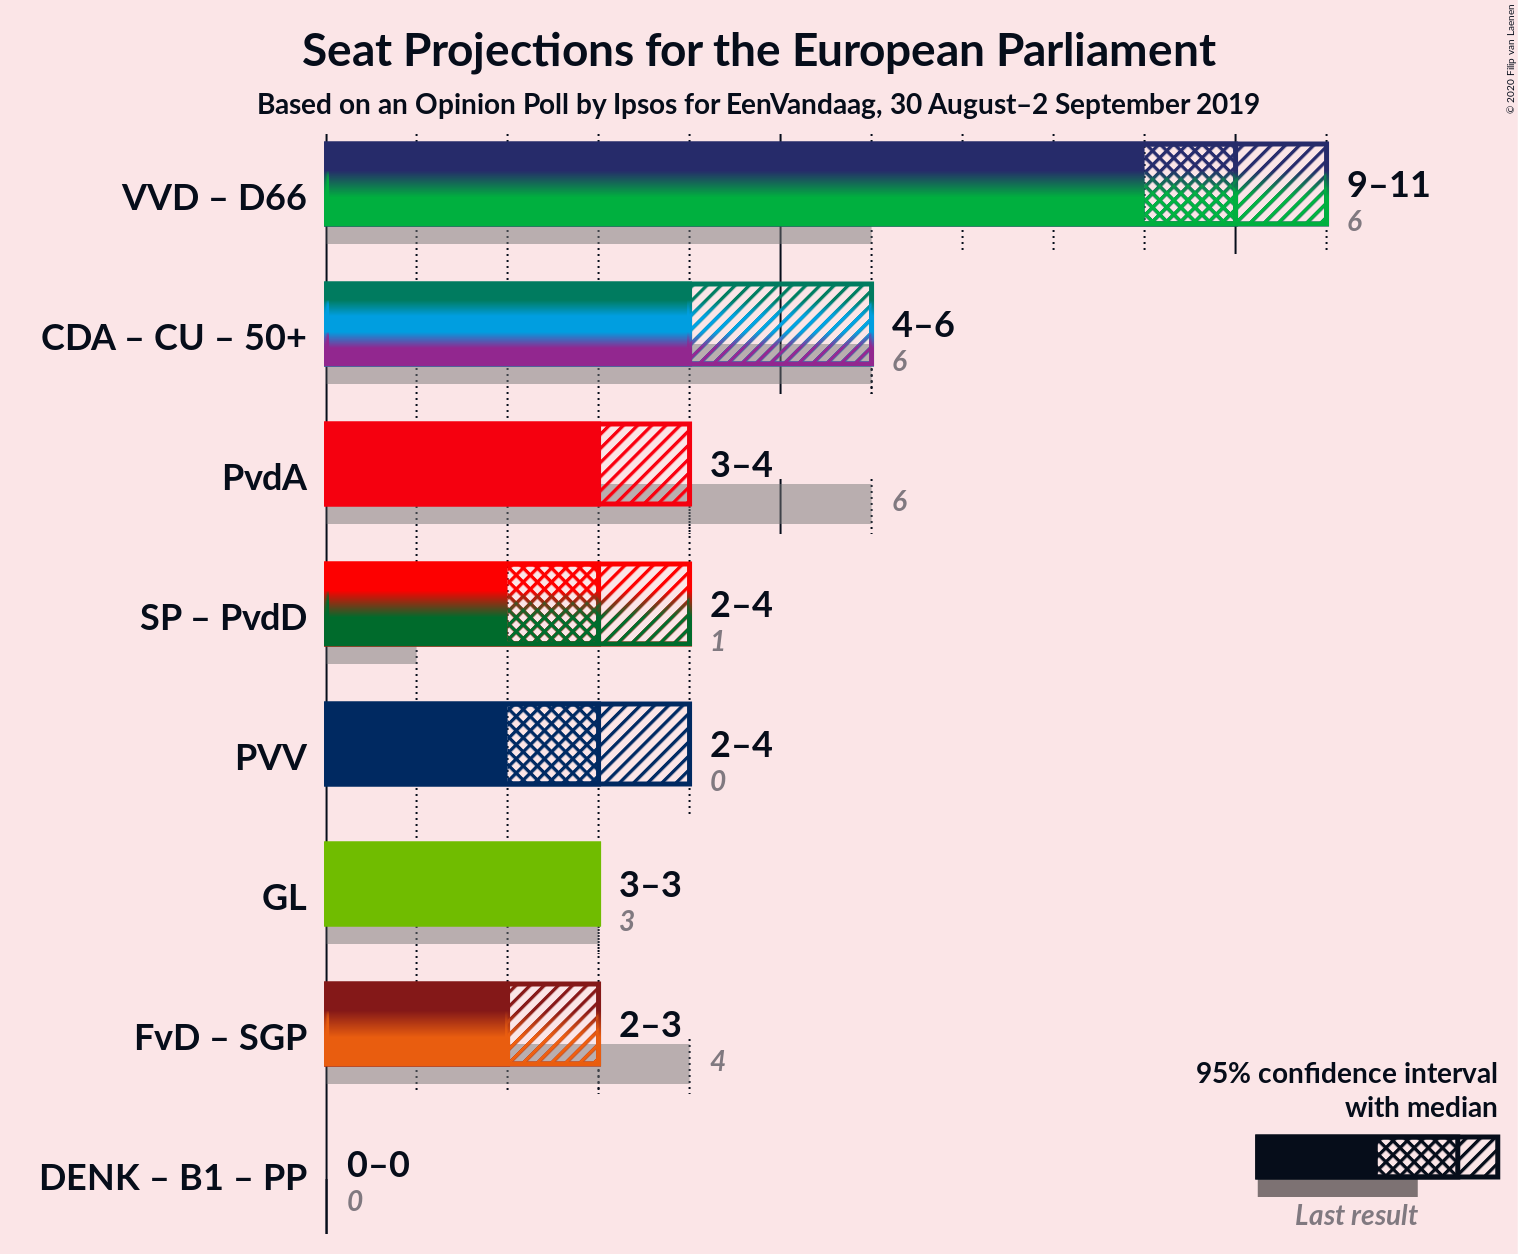 Seat Projections for the European Parliament
Based on an Opinion Poll by Ipsos for EenVandaag, 30 August–2 September 2019
© 2020 Filip van Laenen
VVD – D66
9–11
6
CDA – CU – 50+
4–6
6
PvdA
3–4
6
SP – PvdD
2–4
1
PVV
2–4
0
GL
3–3
3
FvD – SGP
2–3
4
DENK – B1 – PP
0–0
0
95% confidence interval
with median
Last result